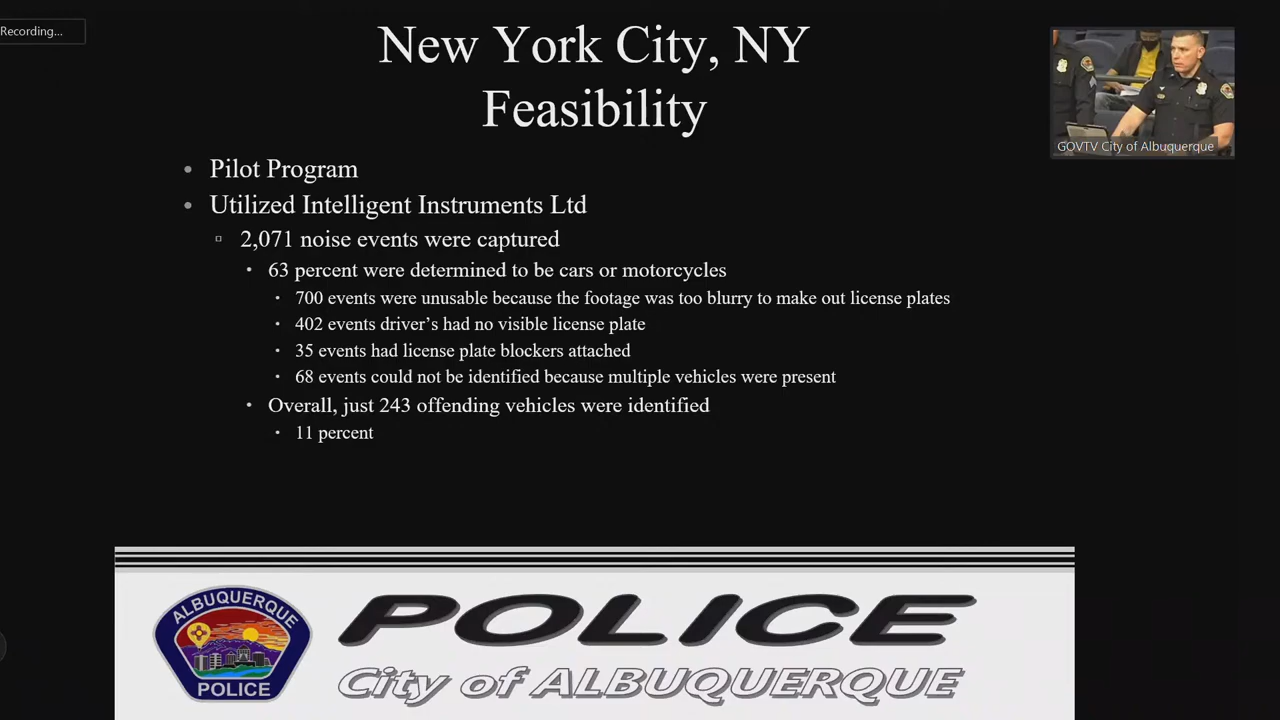 Recording...
New York City, NY
Feasibility
GOVTV City of Albuquerque
• Pilot Program
• Utilized Intelligent Instruments Ltd
▫ 2,071 noise events were captured
• 63 percent were determined to be cars or motorcycles
• 700 events were unusable because the footage was too blurry to make out license plates
• 402 events driver's had no visible license plate
• 35 events had license plate blockers attached
• 68 events could not be identified because multiple vehicles were present
• Overall, just 243 offending vehicles were identified
• 11 percent
ALBUQUERQUE
POLICE
POLICE
City of ALBUQUERQUE